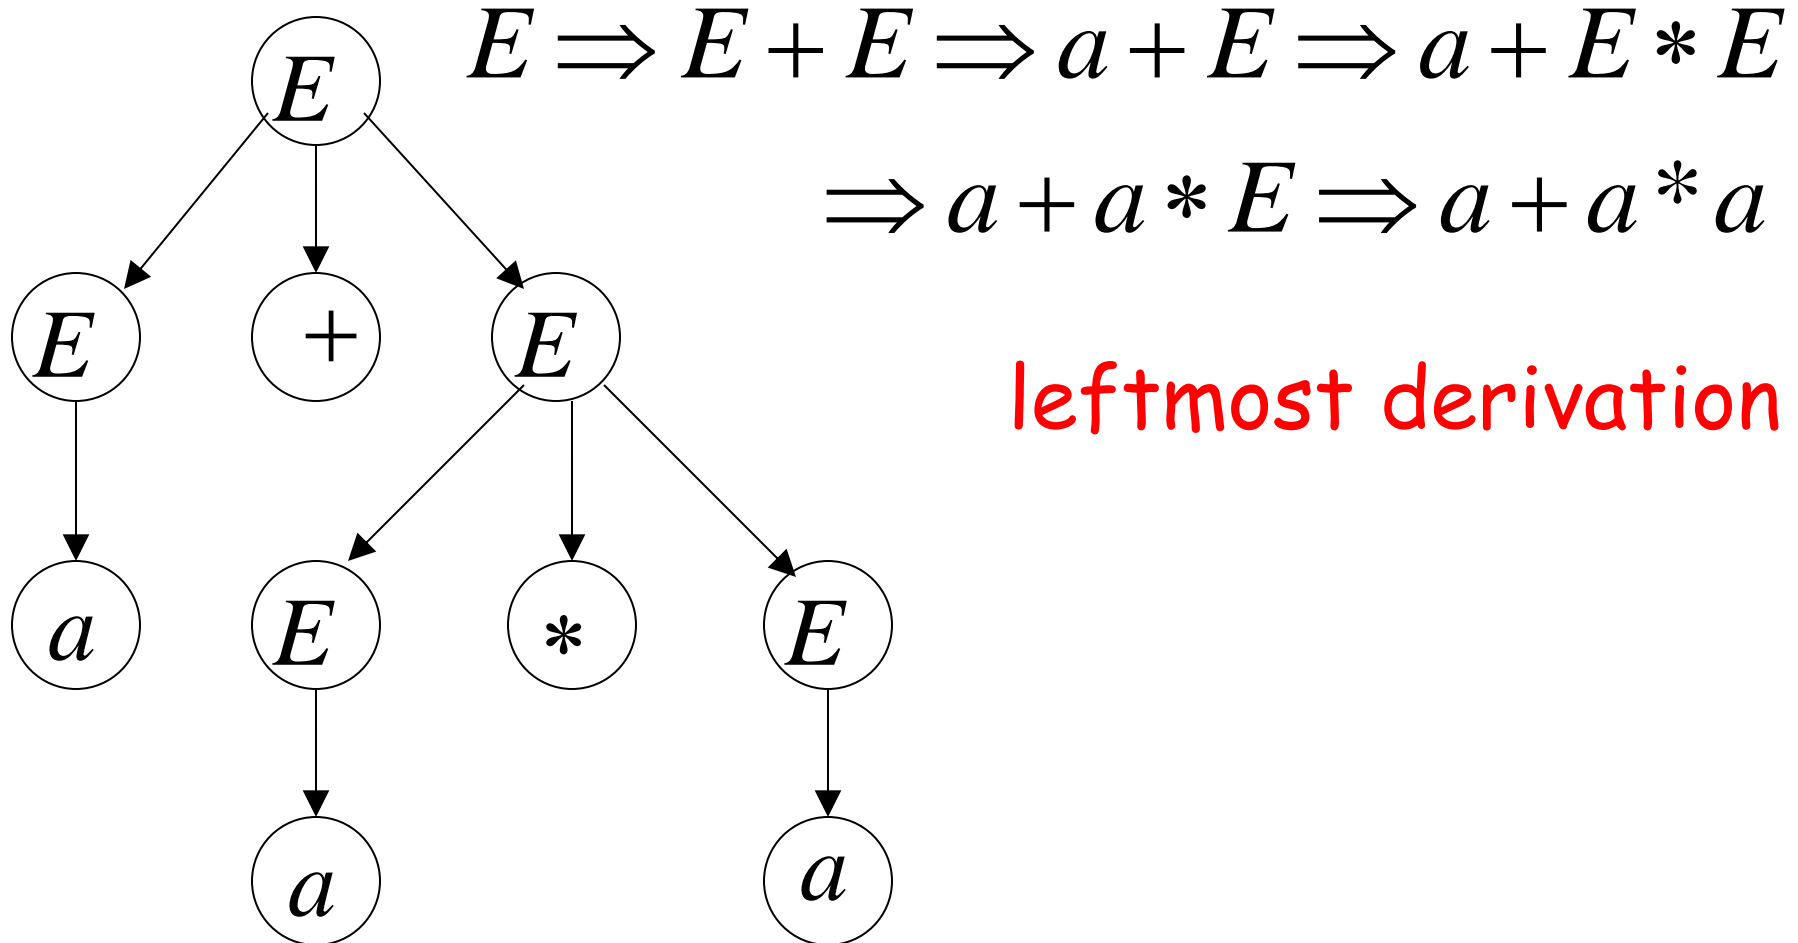 E ⇒ E + E ⇒ a + E ⇒ a + E * E
⇒ a + a * E ⇒ a + a * a
leftmost derivation
E
E + E
a E * E
a a